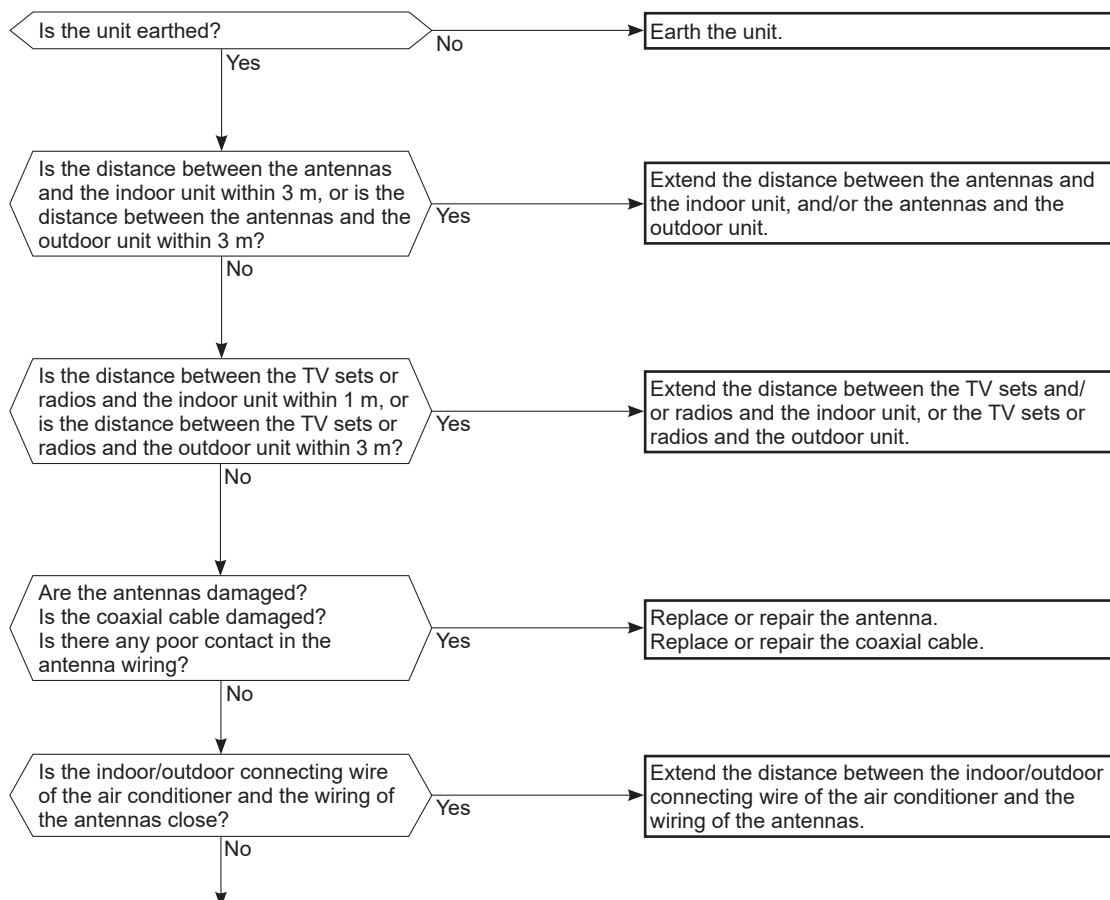 Is the unit earthed?
No
Earth the unit.
Yes
Is the distance between the antennas
and the indoor unit within 3 m, or is the
distance between the antennas and the
outdoor unit within 3 m?
Yes
Extend the distance between the antennas and
the indoor unit, and/or the antennas and the
outdoor unit.
No
Is the distance between the TV sets or
radios and the indoor unit within 1 m, or
is the distance between the TV sets or
radios and the outdoor unit within 3 m?
Yes
Extend the distance between the TV sets and/
or radios and the indoor unit, or the TV sets or
radios and the outdoor unit.
No
Are the antennas damaged?
Is the coaxial cable damaged?
Is there any poor contact in the
antenna wiring?
Yes
Replace or repair the antenna.
Replace or repair the coaxial cable.
No
Is the indoor/outdoor connecting wire
of the air conditioner and the wiring of
the antennas close?
Yes
Extend the distance between the indoor/outdoor
connecting wire of the air conditioner and the
wiring of the antennas.
No